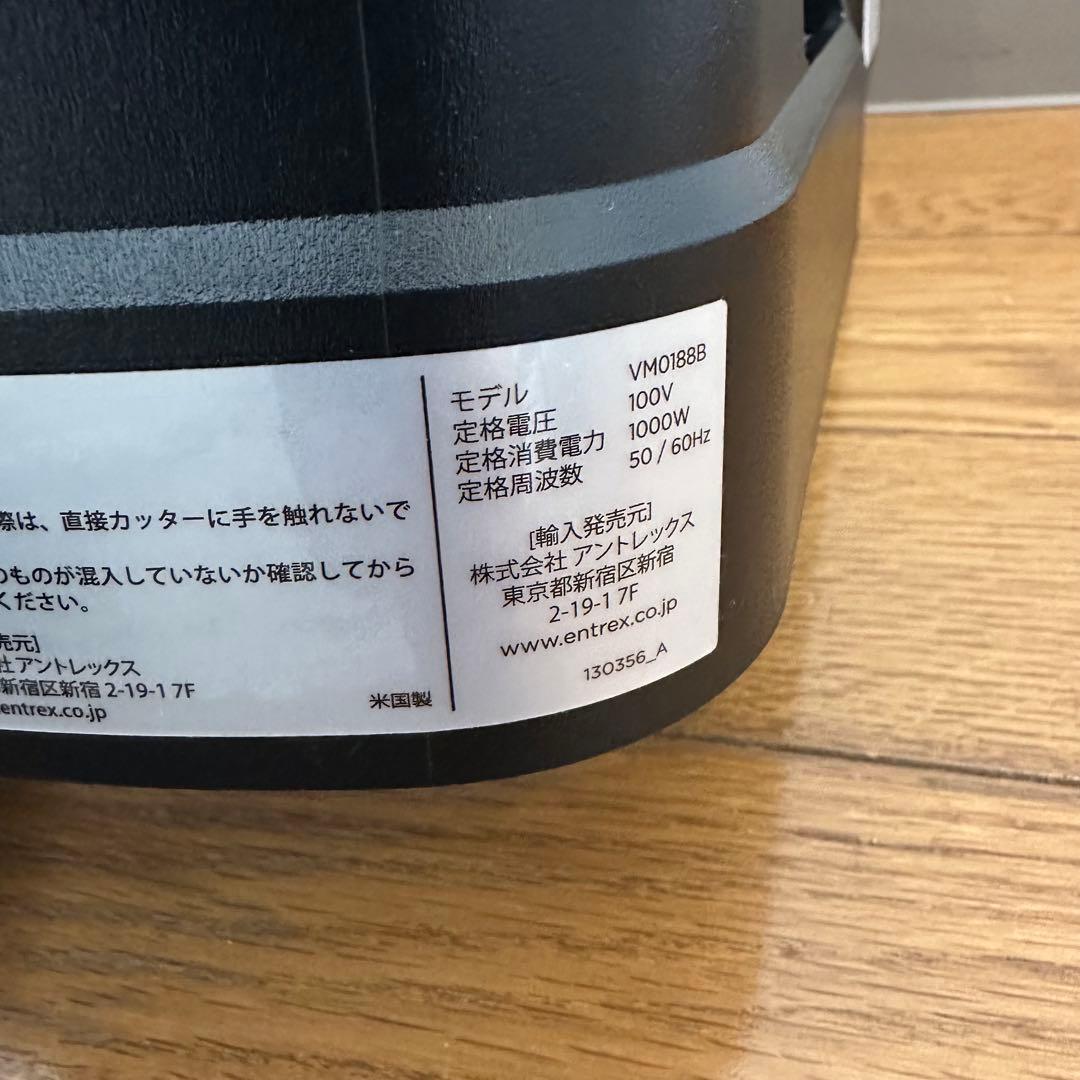 際は、直接カッターに手を触れないで
のものが混入していないか確認してから
ください。
売元]
社 アントレックス
新宿区新宿 2-19-1 7F
entrex.co.jp
米国製
モデル VM0188B
定格電圧 100V
定格消費電力 1000W
定格周波数 50 / 60Hz
[輸入発売元]
株式会社 アントレックス
東京都新宿区新宿
2-19-1 7F
www.entrex.co.jp
130356_A